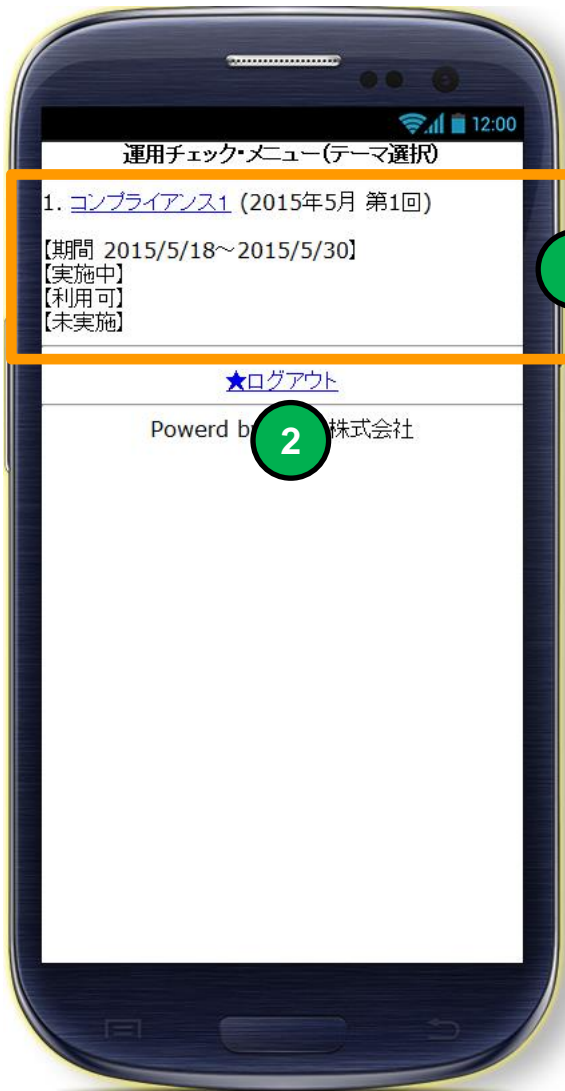 12:00
運用チェック・メニュー(テーマ選択)
1. コンプライアンス1 (2015年5月 第1回)
【期間 2015/5/18～2015/5/30】
【実施中】
【利用可】
【未実施】
★ログアウト
Powerd 株式会社
2